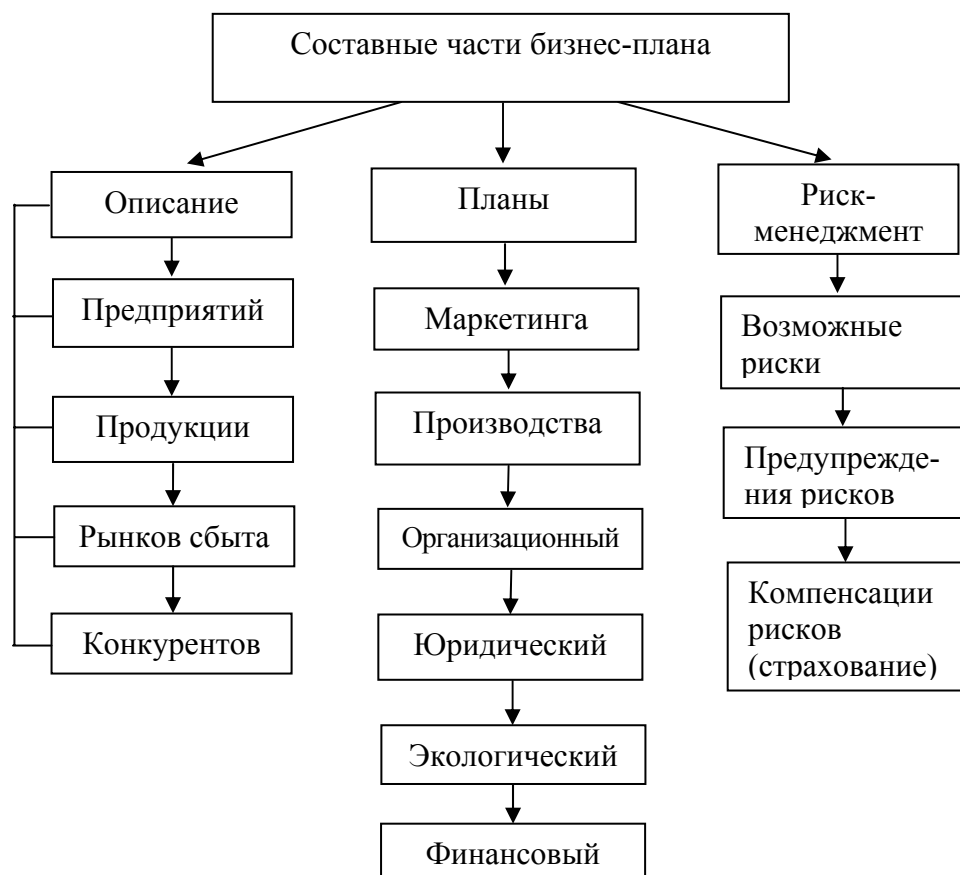 Составные части бизнес-плана
Описание
Предприятий
Продукции
Рынков сбыта
Конкурентов
Планы
Маркетинга
Производства
Организационный
Юридический
Экологический
Финансовый
Риск-
менеджмент
Возможные
риски
Предупрежде-
ния рисков
Компенсации
рисков
(страхование)